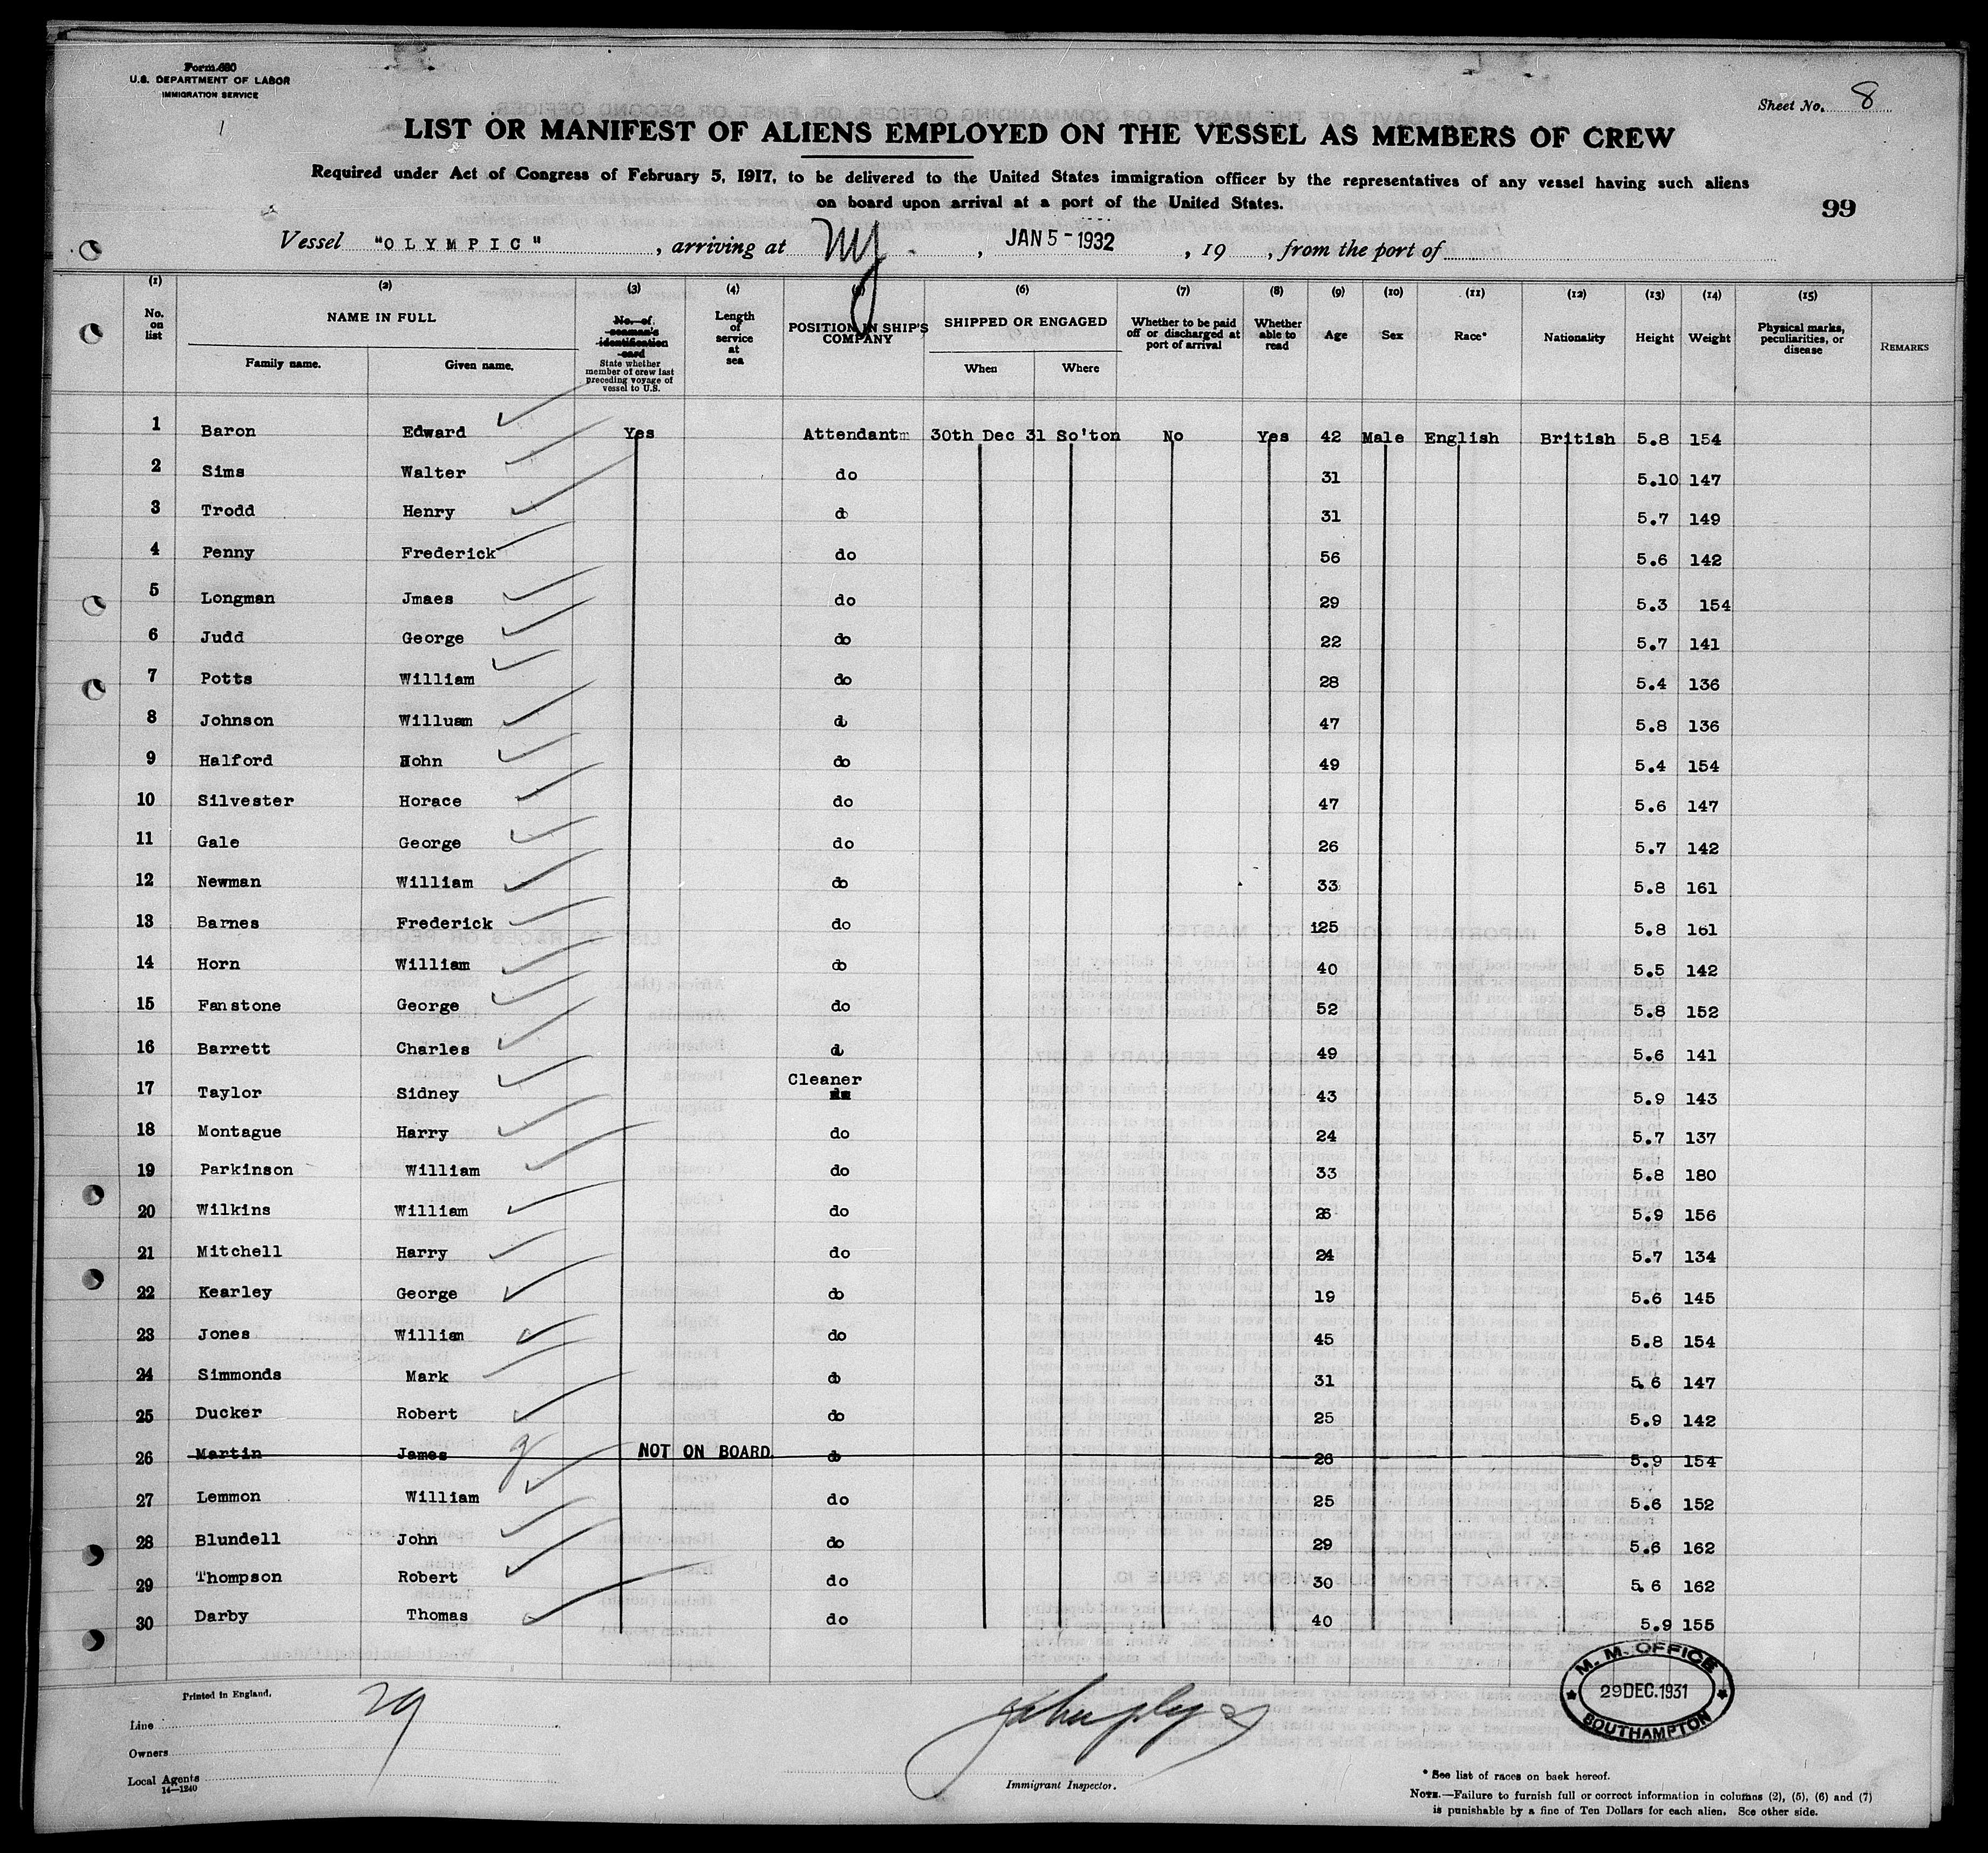 Form 680
U.S. DEPARTMENT OF LABOR
IMMIGRATION SERVICE
Sheet No. 8
LIST OR MANIFEST OF ALIENS EMPLOYED ON THE VESSEL AS MEMBERS OF CREW
Required under Act of Congress of February 5, 1917, to be delivered to the United States immigration officer by the representatives of any vessel having such aliens
on board upon arrival at a port of the United States.
99
Vessel "OLYMPIC", arriving at NY., JAN 5-1932, 19, from the port of
(1) (2) (3) (4) (5) (6) (7) (8) (9) (10) (11) (12) (13) (14) (15)
No. on list NAME IN FULL Family name. Given name. No. of seaman's identification card State whether member of crew last preceding voyage of vessel to U.S. Length of service at sea POSITION IN SHIP'S COMPANY SHIPPED OR ENGAGED When Where Whether to be paid off or discharged at port of arrival Whether able to read Age Sex Race* Nationality Height Weight Physical marks, peculiarities, or disease REMARKS
1 Baron Edward Yes Attendant 30th Dec 31 So'ton No Yes 42 Male English British 5.8 154
2 Sims Walter do 31 5.10 147
3 Trodd Henry do 31 5.7 149
4 Penny Frederick do 56 5.6 142
5 Longman Jmaes do 29 5.3 154
6 Judd George do 22 5.7 141
7 Potts William do 28 5.4 136
8 Johnson Willuam do 47 5.8 136
9 Halford John do 49 5.4 154
10 Silvester Horace do 47 5.6 147
11 Gale George do 26 5.7 142
12 Newman William do 33 5.8 161
13 Barnes Frederick do 125 5.8 161
14 Horn William do 40 5.5 142
15 Fanstone George do 52 5.8 152
16 Barrett Charles do 49 5.6 141
17 Taylor Sidney Cleaner 43 5.9 143
18 Montague Harry do 24 5.7 137
19 Parkinson William do 33 5.8 180
20 Wilkins William do 26 5.9 156
21 Mitchell Harry do 24 5.7 134
22 Kearley George do 19 5.6 145
23 Jones William do 45 5.8 154
24 Simmonds Mark do 31 5.6 147
25 Ducker Robert do 25 5.9 142
26 Martin James NOT ON BOARD. do 26 5.9 154
27 Lemmon William do 25 5.6 152
28 Blundell John do 29 5.6 162
29 Thompson Robert do 30 5.6 162
30 Darby Thomas do 40 5.9 155
M. M. OFFICE
29 DEC. 1931
SOUTHAMPTON
Printed in England.
29
Line
Owners
Local Agents
14—1240
Immigrant Inspector.
* See list of races on back hereof.
NOTE.—Failure to furnish full or correct information in columns (2), (5), (6) and (7)
is punishable by a fine of Ten Dollars for each alien. See other side.